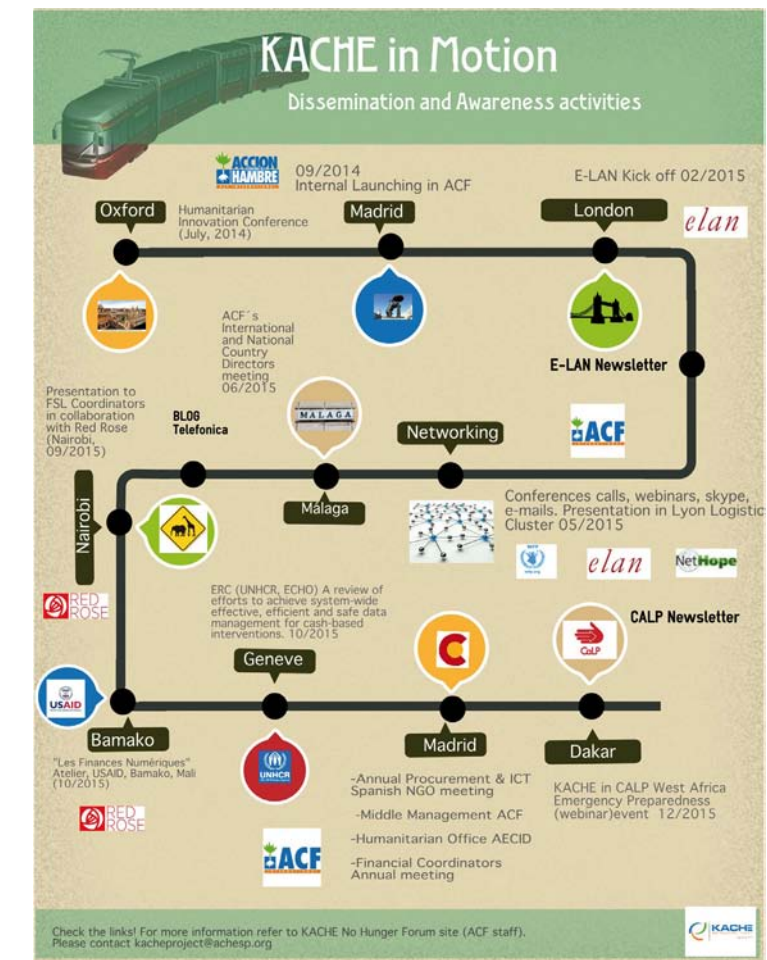 KACHE in Motion
Dissemination and Awareness activities
ACCION
HAMBRE
09/2014
Internal Launching in ACF
E-LAN Kick off 02/2015
Oxford
Humanitarian
Innovation Conference
(July, 2014)
Madrid
London
elan
ACF´s
International
and National
Country
Directors
meeting
06/2015
E-LAN Newsletter
Presentation to
FSL Coordinators
in collaboration
with Red Rose
(Nairobi,
09/2015)
BLOG
Telefonica
MALAGA
Networking
ACF
INTERNATIONAL
Málaga
Nairobi
Conferences calls, webinars, skype,
e-mails. Presentation in Lyon Logistic
Cluster 05/2015
WFP
wfp.org
elan
NetHope
RED
ROSE
ERC (UNHCR, ECHO) A review of
efforts to achieve system-wide
effective, efficient and safe data
management for cash-based
interventions. 10/2015
C
CaLP
CALP Newsletter
Geneve
USAID
Bamako
UNHCR
Madrid
Dakar
"Les Finances Numériques"
Atelier, USAID, Bamako, Mali
(10/2015)
RED
ROSE
ACF
INTERNATIONAL
-Annual Procurement & ICT
Spanish NGO meeting
-Middle Management ACF
-Humanitarian Office AECID
-Financial Coordinators
Annual meeting
KACHE in CALP West Africa
Emergency Preparedness
(webinar)event 12/2015
Check the links! For more information refer to KACHE No Hunger Forum site (ACF staff).
Please contact kacheproject@achesp.org
KACHE